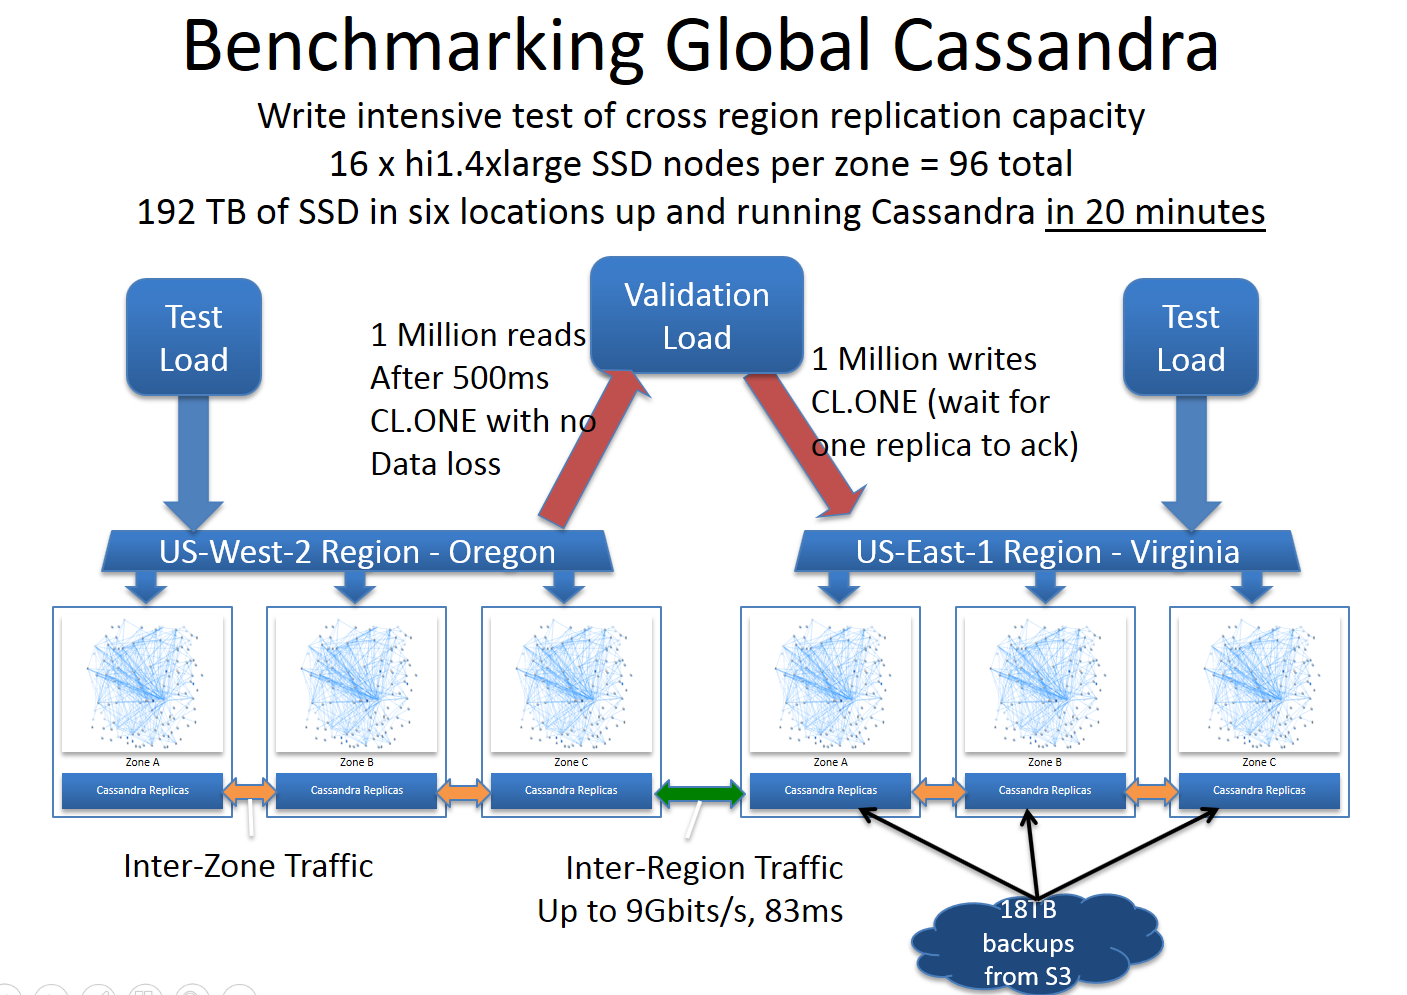 Benchmarking Global Cassandra
Write intensive test of cross region replication capacity
16 x hi1.4xlarge SSD nodes per zone = 96 total
192 TB of SSD in six locations up and running Cassandra in 20 minutes
Test
Load
1 Million reads
After 500ms
CL.ONE with no
Data loss
Validation
Load
1 Million writes
CL.ONE (wait for
one replica to ack)
Test
Load
US-West-2 Region - Oregon
US-East-1 Region - Virginia
Zone A
Zone B
Zone C
Zone A
Zone B
Zone C
Cassandra Replicas
Cassandra Replicas
Cassandra Replicas
Cassandra Replicas
Cassandra Replicas
Cassandra Replicas
Inter-Zone Traffic
Inter-Region Traffic
Up to 9Gbits/s, 83ms
18TB
backups
from S3